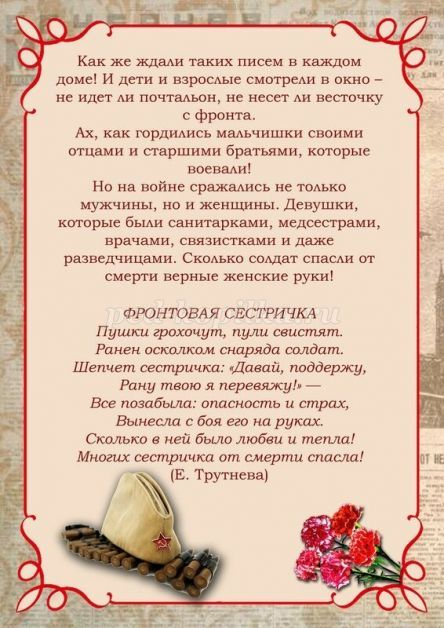 Как же ждали таких писем в каждом
доме! И дети и взрослые смотрели в окно –
не идет ли почтальон, не несет ли весточку
с фронта.
Ах, как гордились мальчишки своими
отцами и старшими братьями, которые
воевали!
Но на войне сражались не только
мужчины, но и женщины. Девушки,
которые были санитарками, медсестрами,
врачами, связистками и даже
разведчицами. Сколько солдат спасли от
смерти верные женские руки!
ФРОНТОВАЯ СЕСТРИЧКА
Пушки грохочут, пули свистят.
Ранен осколком снаряда солдат.
Шепчет сестричка: «Давай, поддержу,
Рану твою я перевяжу!» —
Все позабыла: опасность и страх,
Вынесла с боя его на руках.
Сколько в ней было любви и тепла!
Многих сестричка от смерти спасла!
(Е. Трутнева)